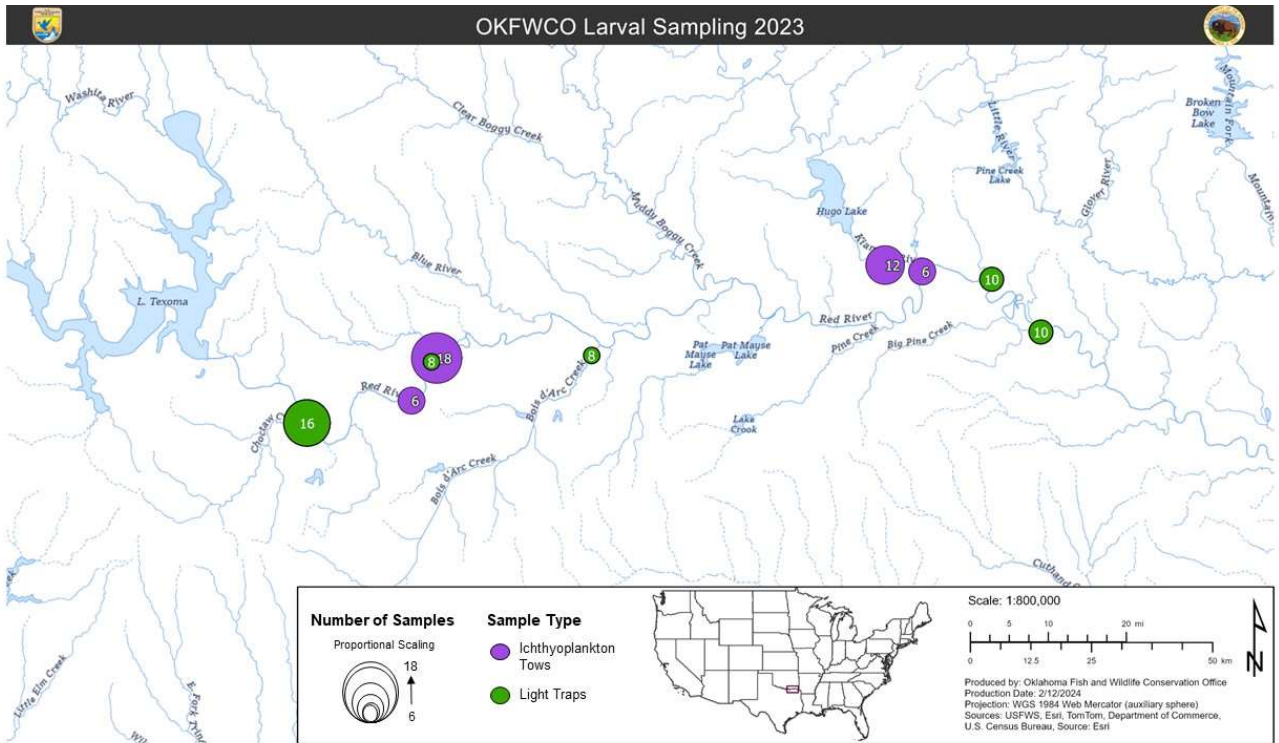 OKFWCO Larval Sampling 2023
Washita River
Clear Boggy Creek
Mountain Fork
Broken
Bow
Lake
Little River
Pine Creek
Lake
Glover River
Mountain
Muddy Boggy Creek
Hugo Lake
Blue River
12
6
10
L. Texoma
Red River
Pine Creek
Big Pine Creek
10
Pat
Mayse
Lake
Pat Mayse
Lake
18
8
8
Bois d'Arc Creek
Red Riv
6
Choctaw C
16
Lake
Crook
Bois d'Arc Creek
Cuthand C
Little Elm Creek
E. Fork Trini
Number of Samples
Proportional Scaling
18
6
Sample Type
Ichthyoplankton
Tows
Light Traps
Scale: 1:800,000
0 5 10 20 mi
0 12.5 25 50 km
N
Produced by: Oklahoma Fish and Wildlife Conservation Office
Production Date: 2/12/2024
Projection: WGS 1984 Web Mercator (auxiliary sphere)
Sources: USFWS, Esri, TomTom, Department of Commerce,
U.S. Census Bureau, Source: Esri